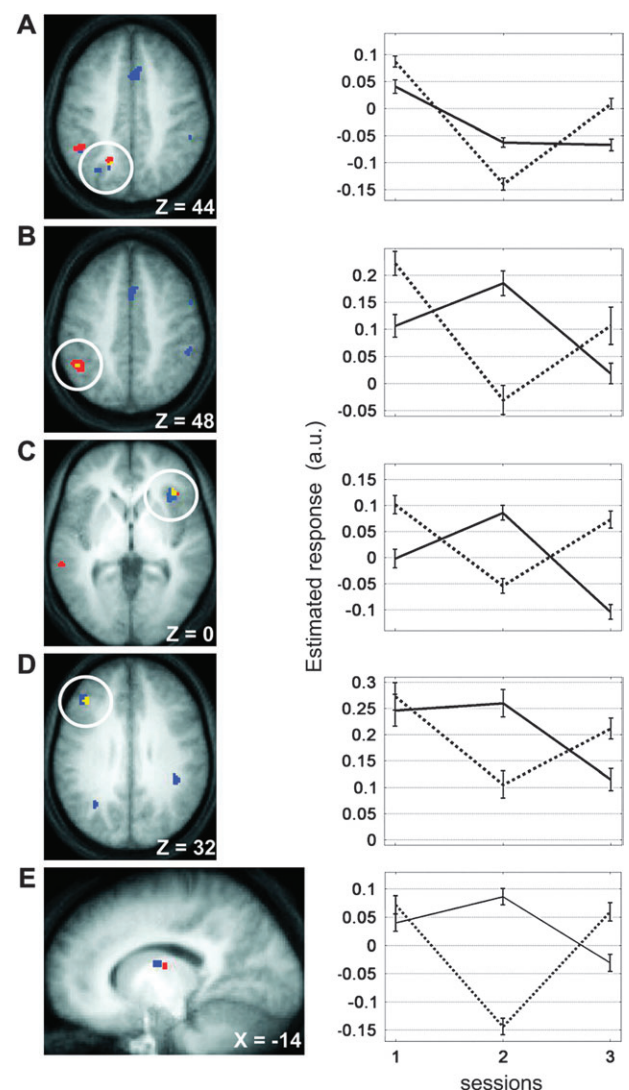 A
Z = 44
0.1
0.05
0
-0.05
-0.1
-0.15
B
Z = 48
0.2
0.15
0.1
0.05
0
-0.05
C
Z = 0
0.15
0.1
0.05
0
-0.05
-0.1
D
Z = 32
0.3
0.25
0.2
0.15
0.1
0.05
0
E
X = -14
0.1
0.05
0
-0.05
-0.1
-0.15
1 2 3
sessions
Estimated response (a.u.)